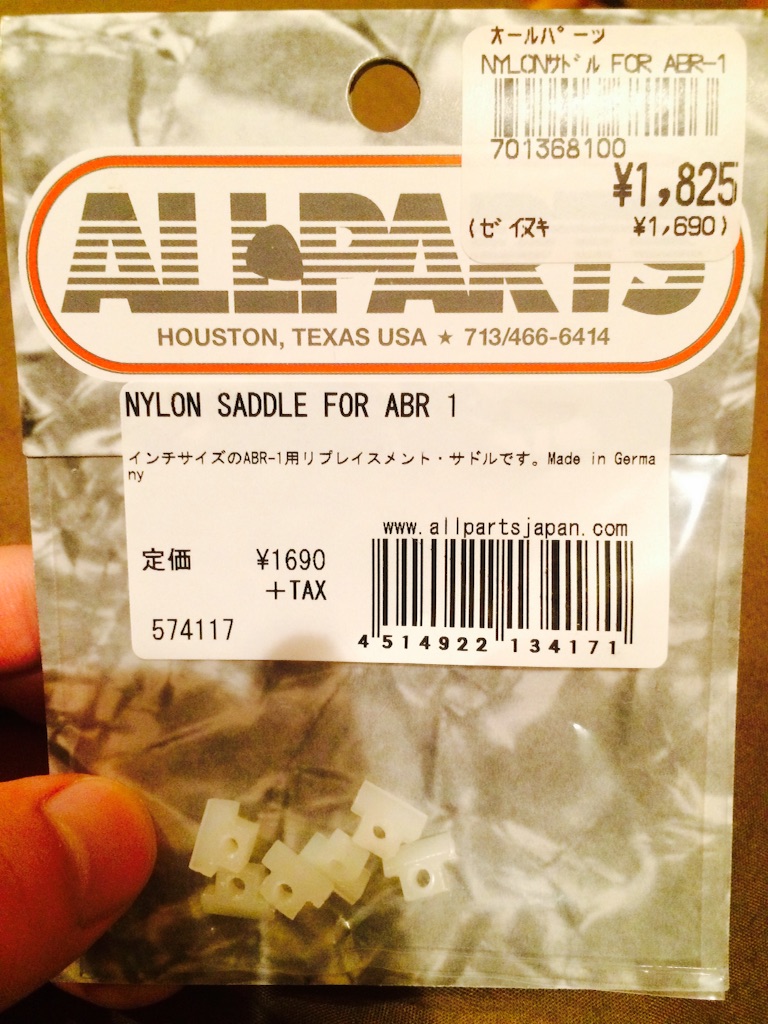 オールパーツ
NYLONサドル FOR ABR-1
701368100
¥1,825
(ゼイヌキ ¥1,690)
ALLPARTS
HOUSTON, TEXAS USA ★ 713/466-6414
NYLON SADDLE FOR ABR 1
インチサイズのABR-1用リプレイスメント・サドルです。Made in Germa
ny
www.allpartsjapan.com
定価 ¥1690
+TAX
574117
4 514922 134171